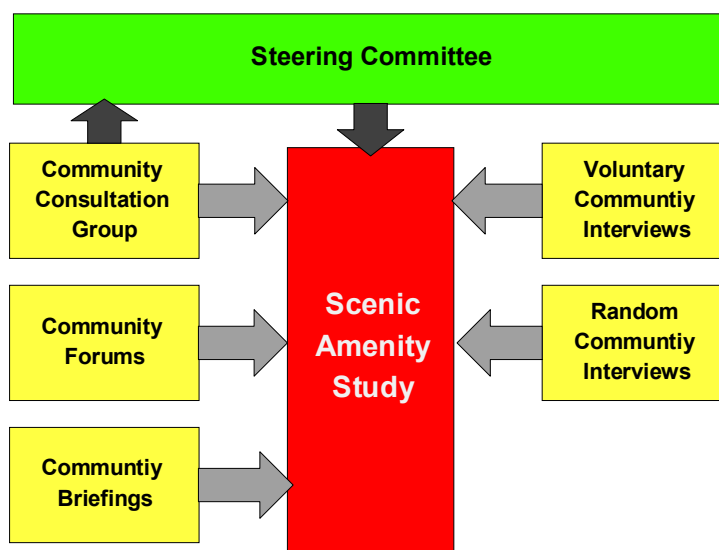 Steering Committee
Community
Consultation
Group
Voluntary
Communtiy
Interviews
Scenic
Amenity
Study
Community
Forums
Random
Communtiy
Interviews
Communtiy
Briefings